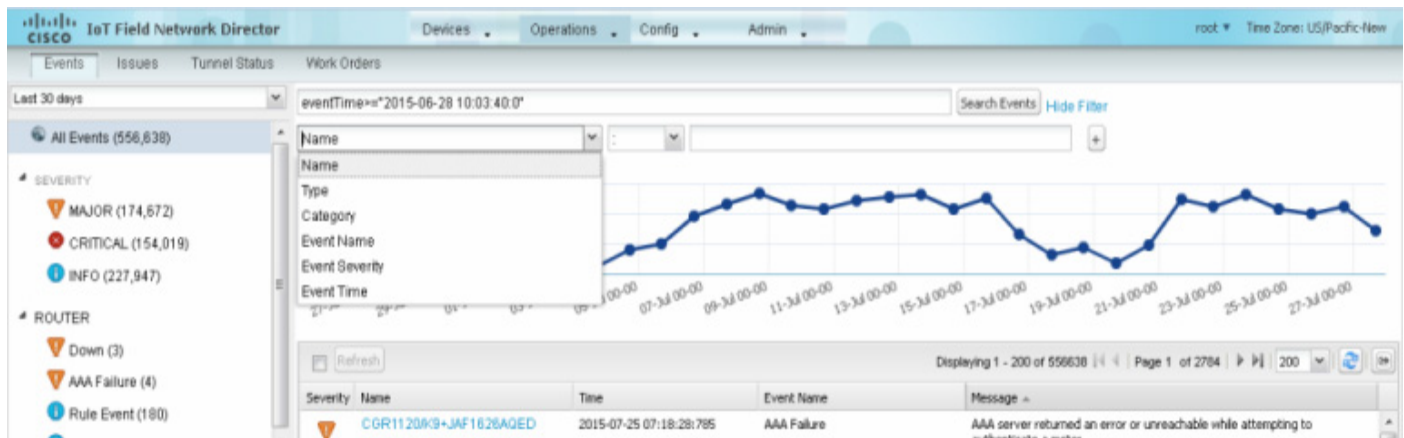 CISCO IoT Field Network Director
Devices Operations Config Admin
root Time Zone: US/Pacific-New
Events Issues Tunnel Status Work Orders
Last 30 days
eventTime>="2015-06-28 10:03:40:0"
Search Events Hide Filter
All Events (556,638)
Name :
+
Name
Type
Category
Event Name
Event Severity
Event Time
SEVERITY
MAJOR (174,672)
CRITICAL (154,019)
INFO (227,947)
ROUTER
Down (3)
AAA Failure (4)
Rule Event (180)
07-Jul 00-00 09-Jul 00-00 11-Jul 00-00 13-Jul 00-00 15-Jul 00-00 17-Jul 00-00 19-Jul 00-00 21-Jul 00-00 23-Jul 00-00 25-Jul 00-00 27-Jul 00-00
Refresh
Displaying 1 - 200 of 556638 Page 1 of 2784 200
Severity Name Time Event Name Message
CGR1120/K9+JAF1626AQED 2015-07-25 07:18:28:785 AAA Failure AAA server returned an error or unreachable while attempting to